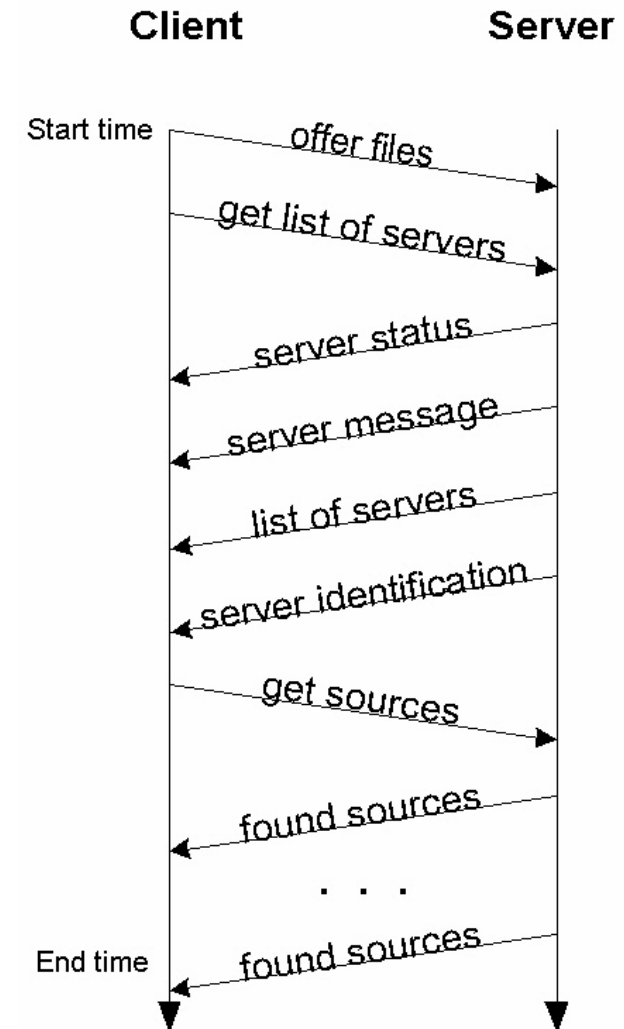 Client Server
Start time
offer files
get list of servers
server status
server message
list of servers
server identification
get sources
found sources
. . .
found sources
End time